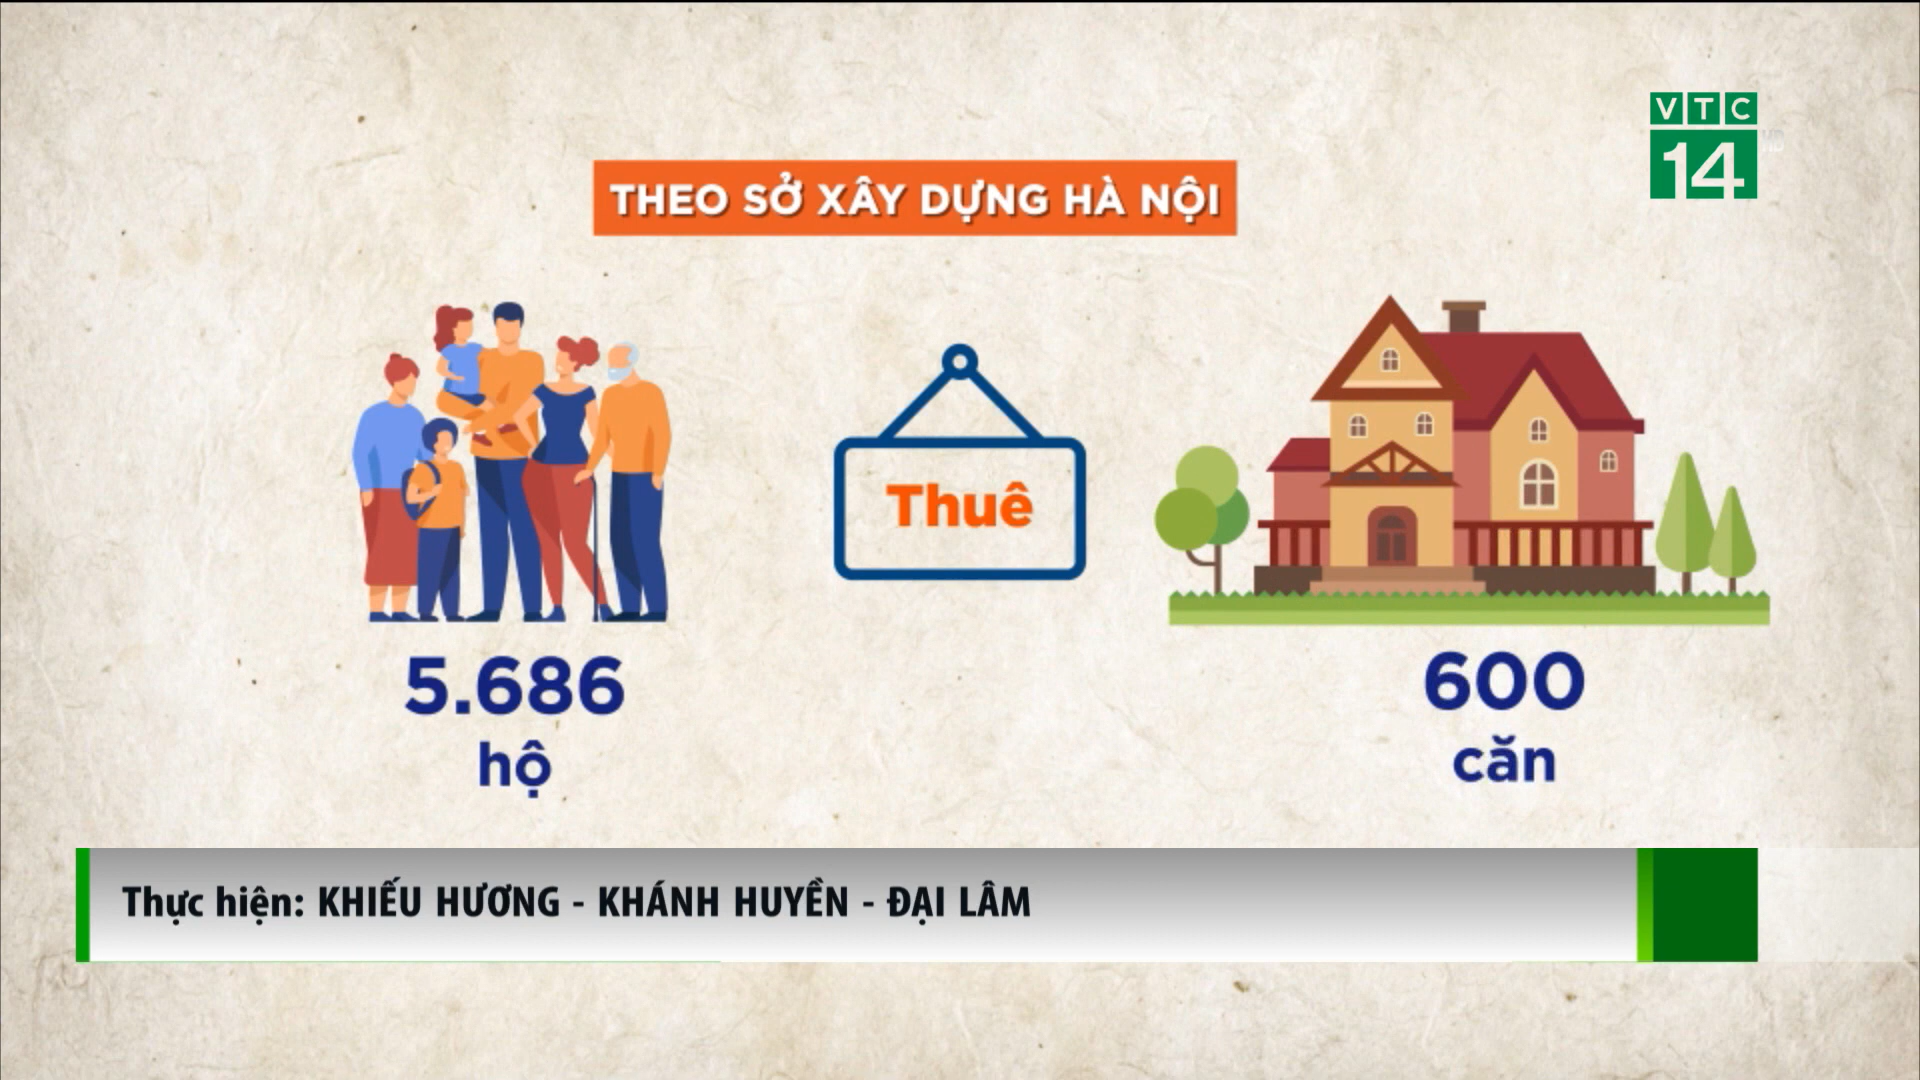 VTC
14
HD
THEO SỞ XÂY DỰNG HÀ NỘI
Thuê
5.686
hộ
600
căn
Thực hiện: KHIẾU HƯƠNG - KHÁNH HUYỀN - ĐẠI LÂM